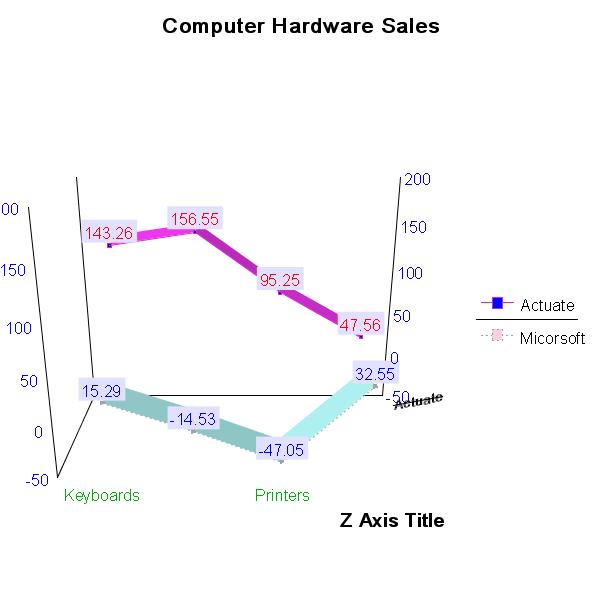 Computer Hardware Sales
200
00
143.26
156.55
150
150
95.25
100
47.56
50
Actuate
100
0
32.55
Micorsoft
50
15.29
-50
Actuate
-14.53
0
-47.05
-50
Keyboards
Printers
Z Axis Title